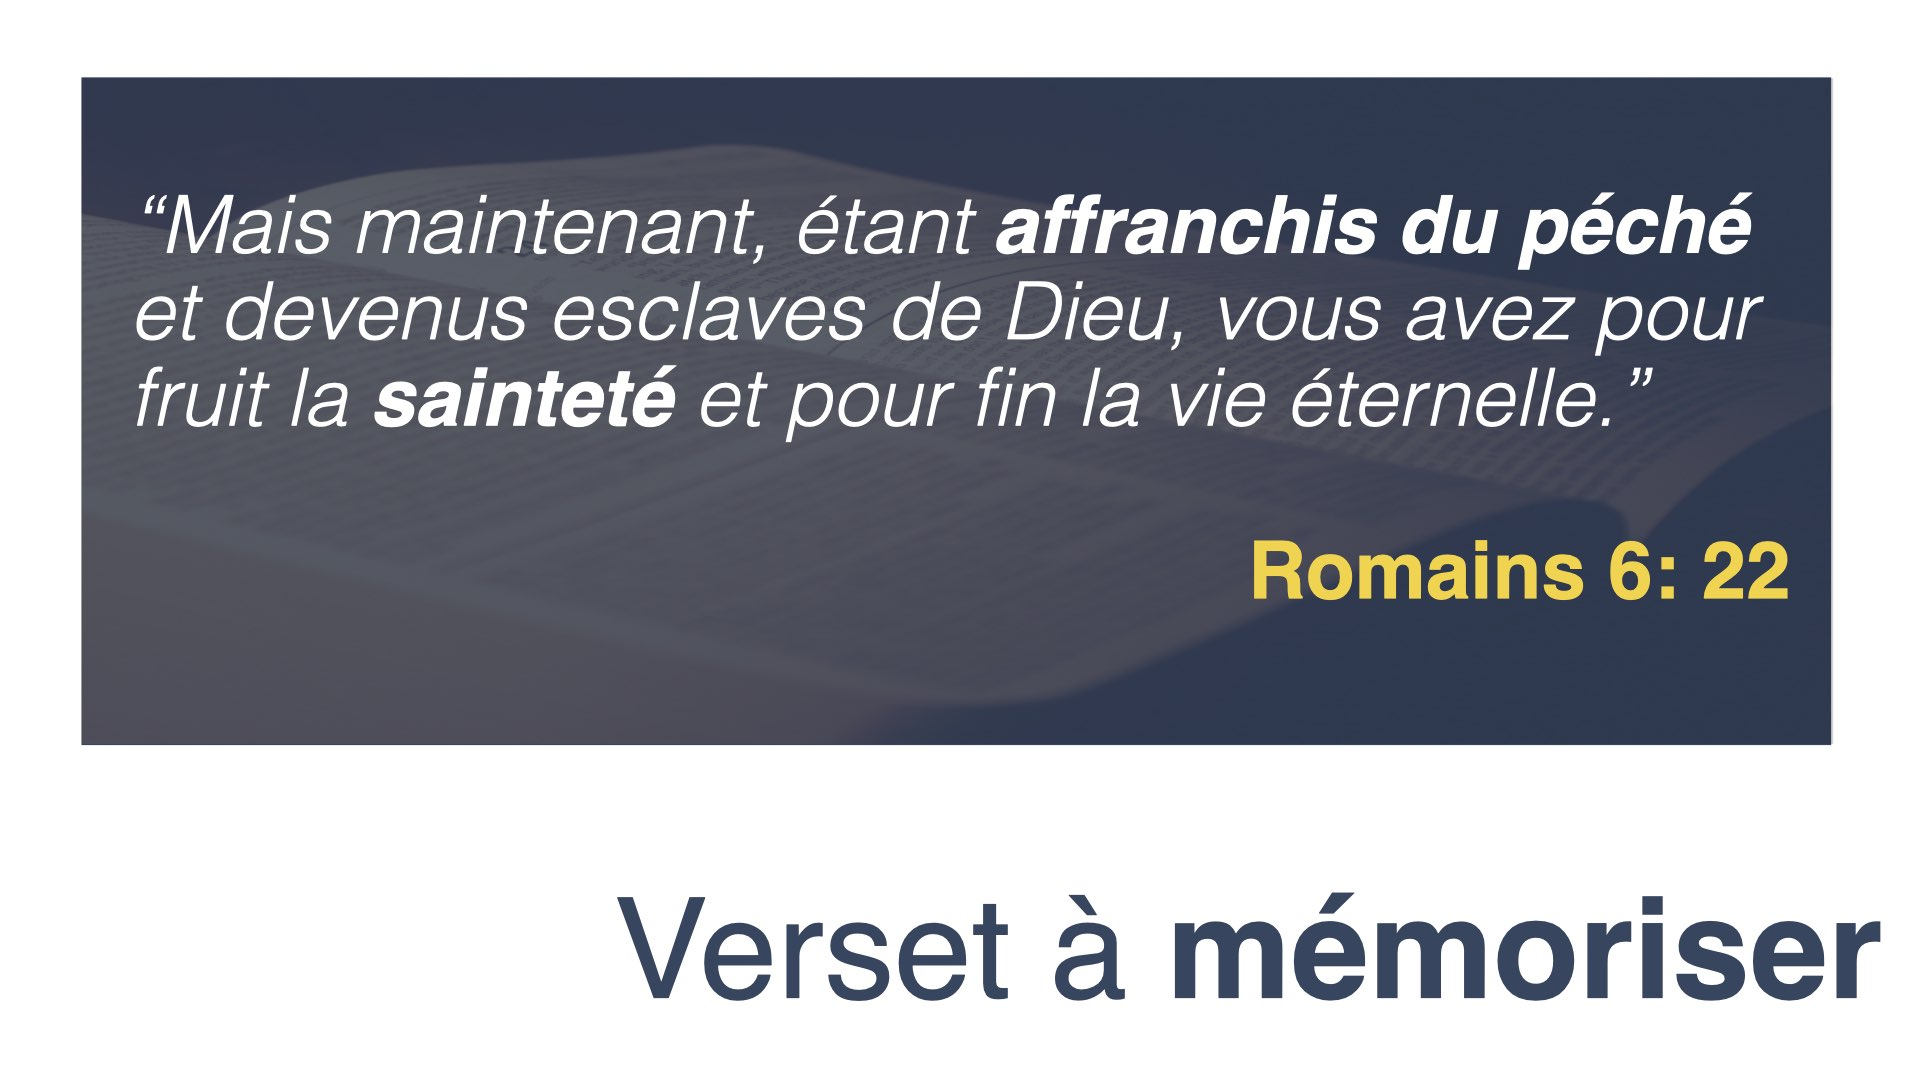 “Mais maintenant, étant affranchis du péché
et devenus esclaves de Dieu, vous avez pour
fruit la sainteté et pour fin la vie éternelle.”
Romains 6: 22
Verset à mémoriser